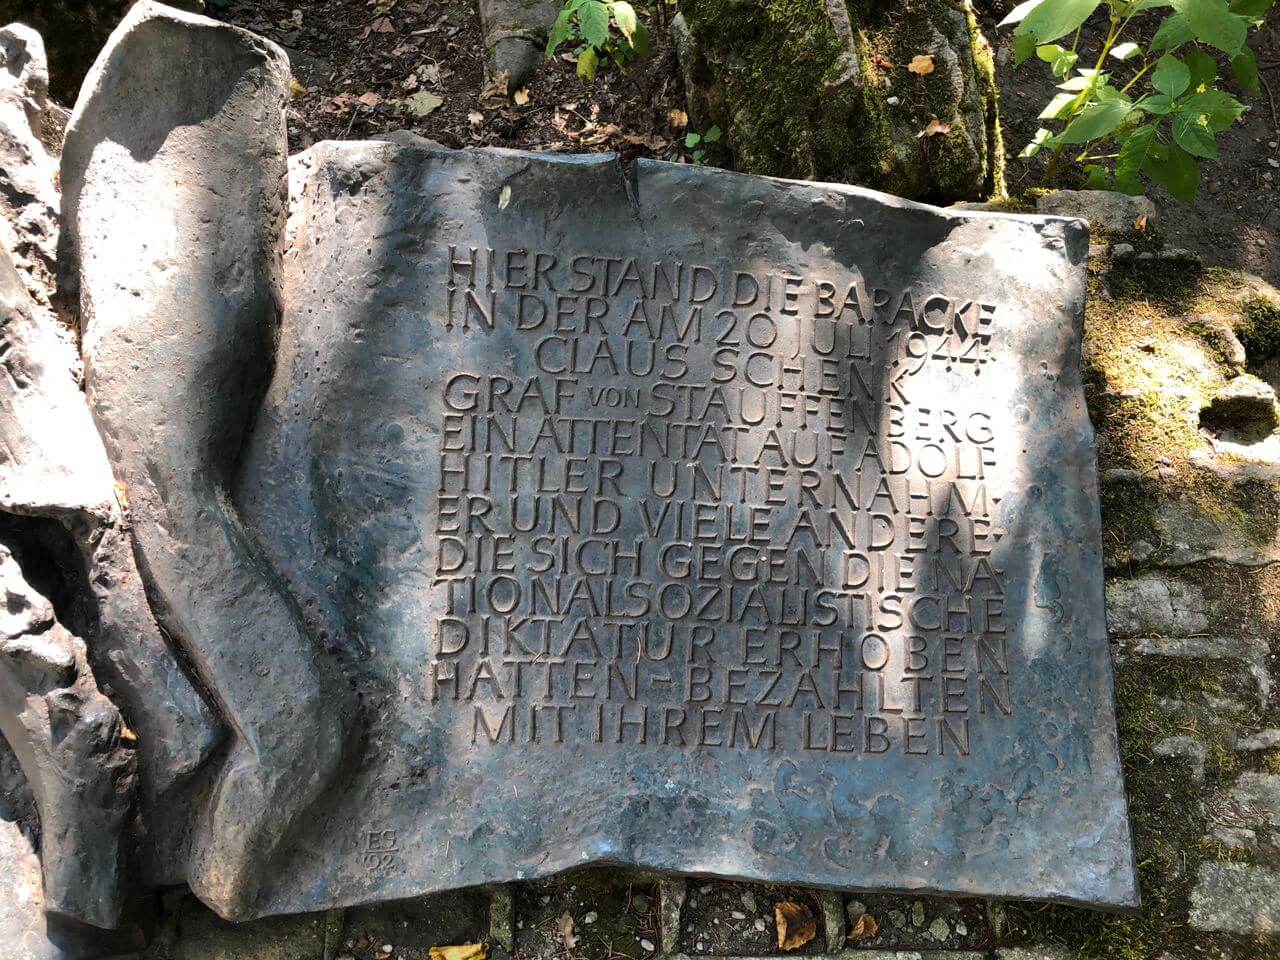 HIER STAND DIE BARACKE
IN DER AM 20 JULI 1944
CLAUS SCHENK
GRAF VON STAUFFENBERG
EIN ATTENTAT AUF ADOLF
HITLER UNTERNAHM-
ER UND VIELE ANDERE-
DIE SICH GEGEN DIE NA-
TIONALSOZIALISTISCHE
DIKTATUR ERHOBEN
HATTEN - BEZAHLTEN
MIT IHREM LEBEN
ES
'92